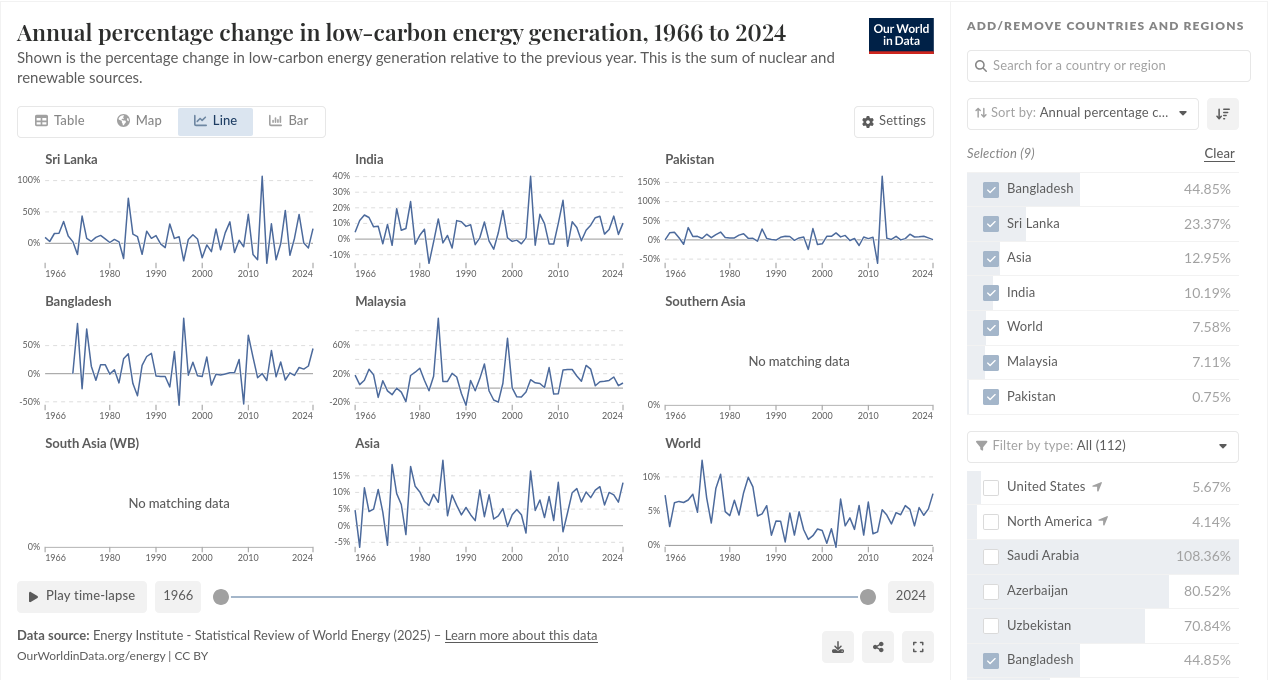 Annual percentage change in low-carbon energy generation, 1966 to 2024
Shown is the percentage change in low-carbon energy generation relative to the previous year. This is the sum of nuclear and
renewable sources.
Our World
in Data
Table
Map
Line
Bar
Settings
Sri Lanka
100%
50%
0%
1966
1980
1990
2000
2010
2024
India
40%
30%
20%
10%
0%
-10%
1966
1980
1990
2000
2010
2024
Pakistan
150%
100%
50%
0%
-50%
1966
1980
1990
2000
2010
2024
Bangladesh
50%
0%
-50%
1966
1980
1990
2000
2010
2024
Malaysia
60%
20%
-20%
1966
1980
1990
2000
2010
2024
Southern Asia
No matching data
0%
1966
1980
1990
2000
2010
2024
South Asia (WB)
No matching data
0%
1966
1980
1990
2000
2010
2024
Asia
15%
10%
5%
0%
-5%
1966
1980
1990
2000
2010
2024
World
10%
5%
0%
1966
1980
1990
2000
2010
2024
Play time-lapse
1966
2024
Data source: Energy Institute - Statistical Review of World Energy (2025) – Learn more about this data
OurWorldinData.org/energy | CC BY
ADD/REMOVE COUNTRIES AND REGIONS
Search for a country or region
Sort by: Annual percentage c...
Selection (9)
Clear
Bangladesh 44.85%
Sri Lanka 23.37%
Asia 12.95%
India 10.19%
World 7.58%
Malaysia 7.11%
Pakistan 0.75%
Filter by type: All (112)
United States 5.67%
North America 4.14%
Saudi Arabia 108.36%
Azerbaijan 80.52%
Uzbekistan 70.84%
Bangladesh 44.85%